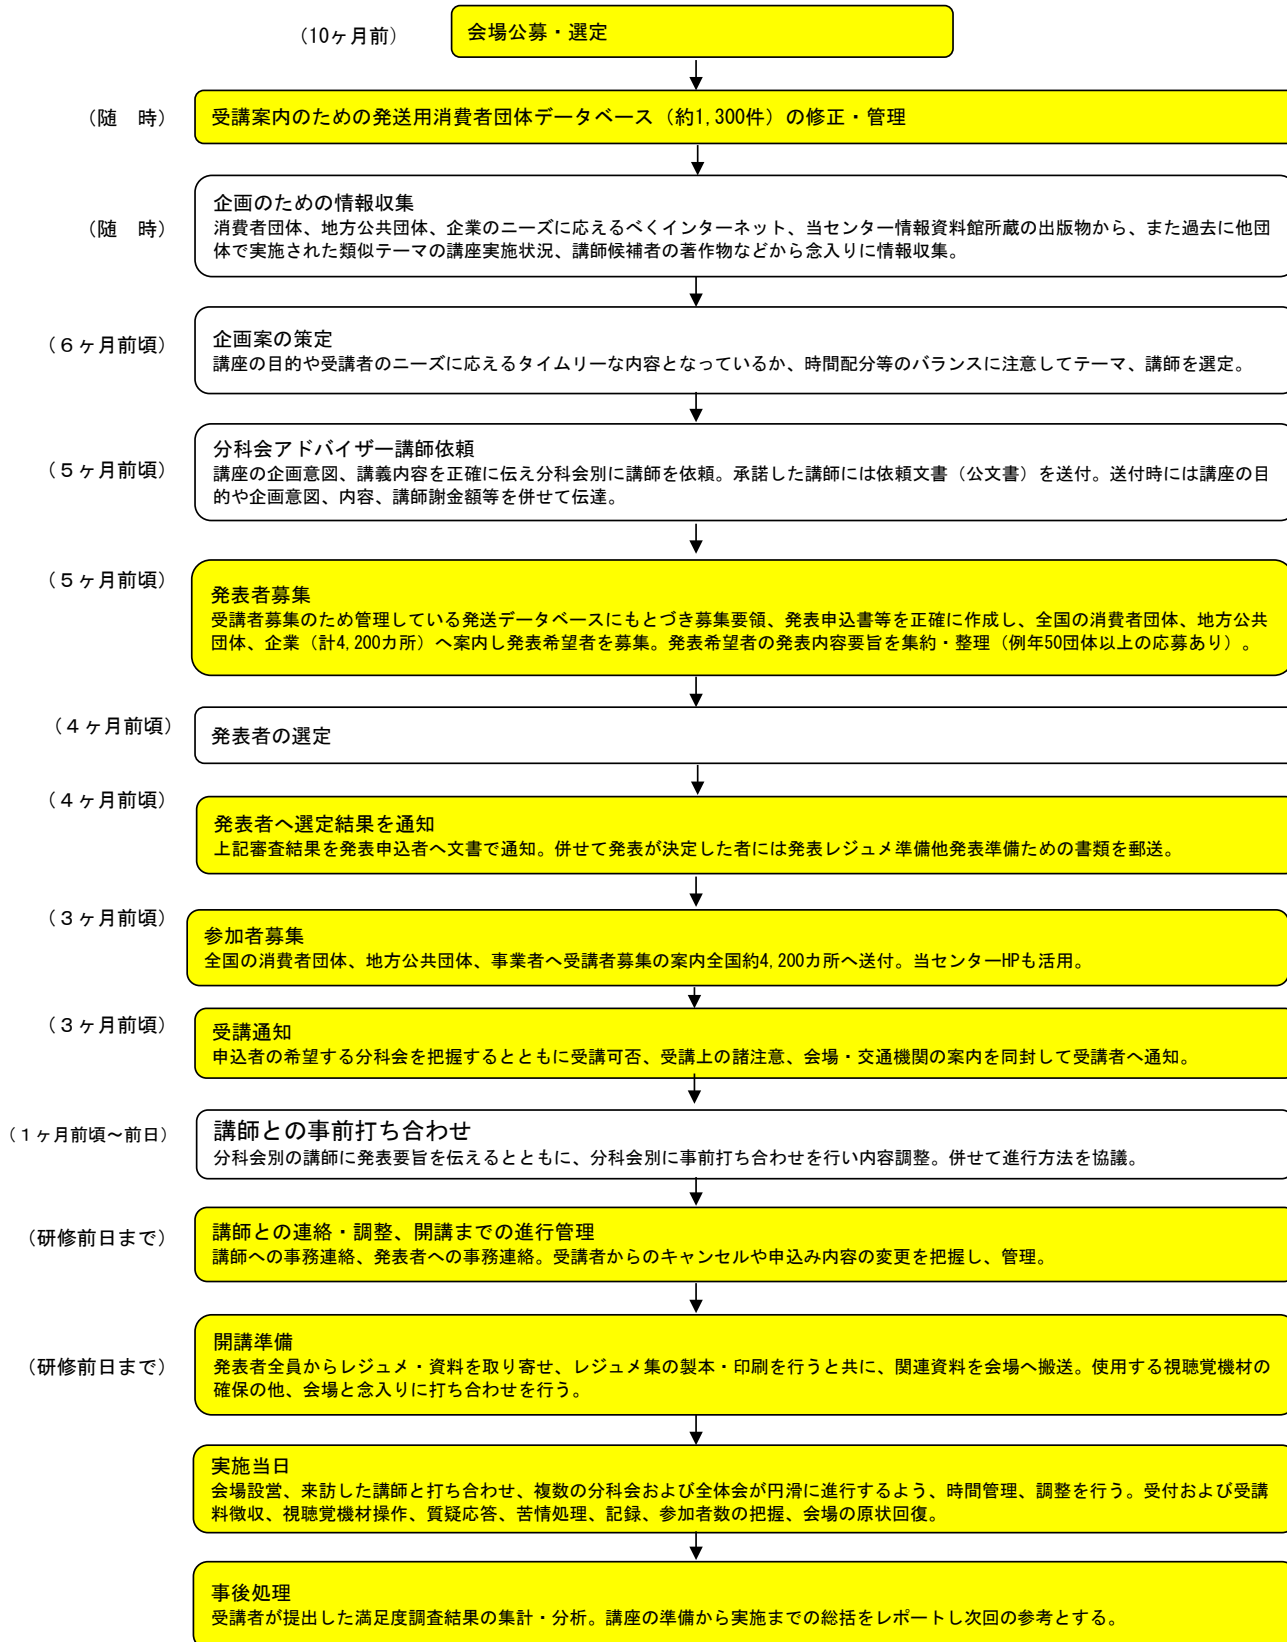 （10ヶ月前）
会場公募・選定
（随　時）
受講案内のための発送用消費者団体データベース（約1,300件）の修正・管理
（随　時）
企画のための情報収集
消費者団体、地方公共団体、企業のニーズに応えるべくインターネット、当センター情報資料館所蔵の出版物から、また過去に他団
体で実施された類似テーマの講座実施状況、講師候補者の著作物などから念入りに情報収集。
（６ヶ月前頃）
企画案の策定
講座の目的や受講者のニーズに応えるタイムリーな内容となっているか、時間配分等のバランスに注意してテーマ、講師を選定。
（５ヶ月前頃）
分科会アドバイザー講師依頼
講座の企画意図、講義内容を正確に伝え分科会別に講師を依頼。承諾した講師には依頼文書（公文書）を送付。送付時には講座の目
的や企画意図、内容、講師謝金額等を併せて伝達。
（５ヶ月前頃）
発表者募集
受講者募集のため管理している発送データベースにもとづき募集要領、発表申込書等を正確に作成し、全国の消費者団体、地方公共
団体、企業（計4,200カ所）へ案内し発表希望者を募集。発表希望者の発表内容要旨を集約・整理（例年50団体以上の応募あり）。
（４ヶ月前頃）
発表者の選定
（４ヶ月前頃）
発表者へ選定結果を通知
上記審査結果を発表申込者へ文書で通知。併せて発表が決定した者には発表レジュメ準備他発表準備ための書類を郵送。
（３ヶ月前頃）
参加者募集
全国の消費者団体、地方公共団体、事業者へ受講者募集の案内全国約4,200カ所へ送付。当センターHPも活用。
（３ヶ月前頃）
受講通知
申込者の希望する分科会を把握するとともに受講可否、受講上の諸注意、会場・交通機関の案内を同封して受講者へ通知。
（１ヶ月前頃～前日）
講師との事前打ち合わせ
分科会別の講師に発表要旨を伝えるとともに、分科会別に事前打ち合わせを行い内容調整。併せて進行方法を協議。
（研修前日まで）
講師との連絡・調整、開講までの進行管理
講師への事務連絡、発表者への事務連絡。受講者からのキャンセルや申込み内容の変更を把握し、管理。
（研修前日まで）
開講準備
発表者全員からレジュメ・資料を取り寄せ、レジュメ集の製本・印刷を行うと共に、関連資料を会場へ搬送。使用する視聴覚機材の
確保の他、会場と念入りに打ち合わせを行う。
実施当日
会場設営、来訪した講師と打ち合わせ、複数の分科会および全体会が円滑に進行するよう、時間管理、調整を行う。受付および受講
料徴収、視聴覚機材操作、質疑応答、苦情処理、記録、参加者数の把握、会場の原状回復。
事後処理
受講者が提出した満足度調査結果の集計・分析。講座の準備から実施までの総括をレポートし次回の参考とする。